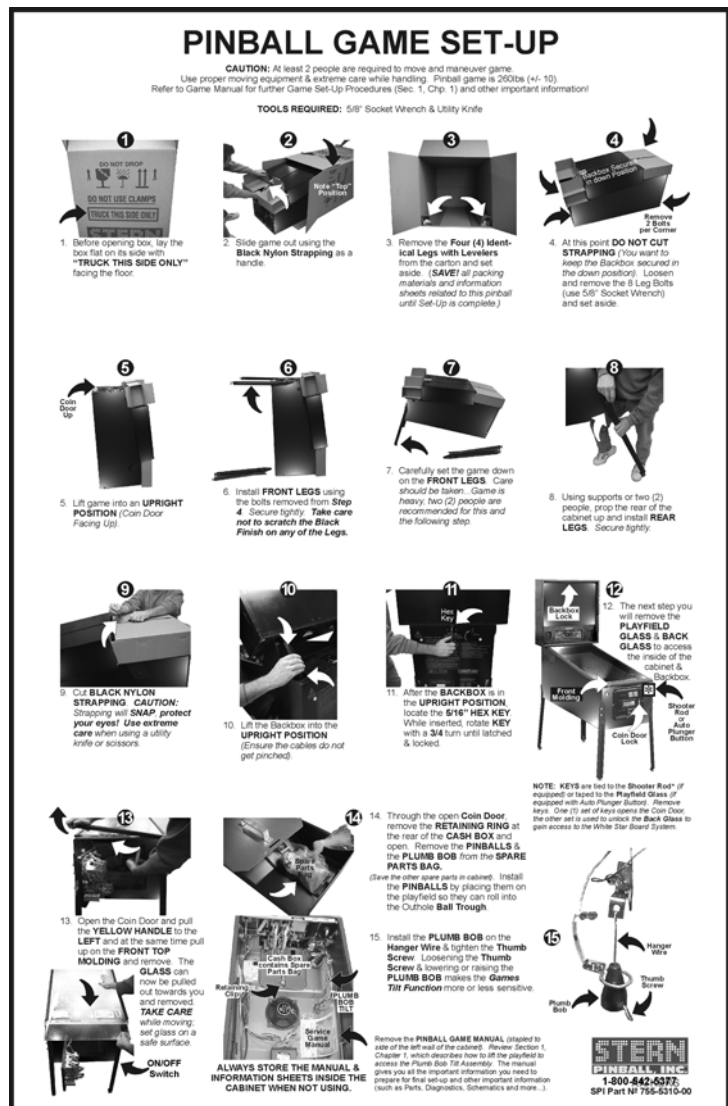 PINBALL GAME SET-UP
CAUTION: At least 2 people are required to move and maneuver game.
Use proper moving equipment & extreme care while handling. Pinball game is 260lbs (+/- 10).
Refer to Game Manual for further Game Set-Up Procedures (Sec. 1, Chp. 1) and other important information!
TOOLS REQUIRED: 5/8" Socket Wrench & Utility Knife
1
DO NOT DROP
DO NOT USE CLAMPS
TRUCK THIS SIDE ONLY
STERN
1. Before opening box, lay the
box flat on its side with
"TRUCK THIS SIDE ONLY"
facing the floor.
2
Note "Top"
Position
2. Slide game out using the
Black Nylon Strapping as a
handle.
3
3. Remove the Four (4) Ident-
ical Legs with Levelers
from the carton and set
aside. (SAVE! all packing
materials and information
sheets related to this pinball
until Set-Up is complete.)
4
Backbox Secured
in down Position
Remove
2 Bolts
per Corner
4. At this point DO NOT CUT
STRAPPING (You want to
keep the Backbox secured in
the down position). Loosen
and remove the 8 Leg Bolts
(use 5/8" Socket Wrench)
and set aside.
5
Coin
Door
Up
5. Lift game into an UPRIGHT
POSITION (Coin Door
Facing Up).
6
6. Install FRONT LEGS using
the bolts removed from Step
4. Secure tightly. Take care
not to scratch the Black
Finish on any of the Legs.
7
7. Carefully set the game down
on the FRONT LEGS. Care
should be taken...Game is
heavy, two (2) people are
recommended for this and
the following step.
8
8. Using supports or two (2)
people, prop the rear of the
cabinet up and install REAR
LEGS. Secure tightly.
9
9. Cut BLACK NYLON
STRAPPING. CAUTION:
Strapping will SNAP, protect
your eyes! Use extreme
care when using a utility
knife or scissors.
10
10. Lift the Backbox into the
UPRIGHT POSITION
(Ensure the cables do not
get pinched).
11
Hex
Key
11. After the BACKBOX is in
the UPRIGHT POSITION,
locate the 5/16" HEX KEY.
While inserted, rotate KEY
with a 3/4 turn until latched
& locked.
12
Backbox
Lock
Front
Molding
Coin Door
Lock
Shooter
Rod
or
Auto
Plunger
Button
12. The next step you
will remove the
PLAYFIELD
GLASS & BACK
GLASS to access
the inside of the
cabinet &
Backbox.
NOTE: KEYS are tied to the Shooter Rod* (if
equipped) or taped to the Playfield Glass (if
equipped with Auto Plunger Button). Remove
keys. One (1) set of keys opens the Coin Door,
the other set is used to unlock the Back Glass to
gain access to the White Star Board System.
13
13. Open the Coin Door and pull
the YELLOW HANDLE to the
LEFT and at the same time pull
up on the FRONT TOP
MOLDING and remove. The
GLASS can
now be pulled
out towards you
and removed.
TAKE CARE
while moving;
set glass on a
safe surface.
ON/OFF
Switch
14
Spare
Parts
Bag
Cash Box
contains Spare
Parts Bag
Retaining
Clip
PLUMB
BOB
TILT
Service
Game
Manual
ALWAYS STORE THE MANUAL &
INFORMATION SHEETS INSIDE THE
CABINET WHEN NOT USING.
14. Through the open Coin Door,
remove the RETAINING RING at
the rear of the CASH BOX and
open. Remove the PINBALLS &
the PLUMB BOB from the SPARE
PARTS BAG.
(Save the other spare parts in cabinet). Install
the PINBALLS by placing them on
the playfield so they can roll into
the Outhole Ball Trough.
15. Install the PLUMB BOB on the
Hanger Wire & tighten the Thumb
Screw. Loosening the Thumb
Screw & lowering or raising the
PLUMB BOB makes the Games
Tilt Function more or less sensitive.
15
Hanger
Wire
Thumb
Screw
Plumb
Bob
Remove the PINBALL GAME MANUAL (stapled to
side of the left wall of the cabinet). Review Section 1,
Chapter 1, which describes how to lift the playfield to
access the Plumb Bob Tilt Assembly. The manual
gives you all the important information you need to
prepare for final set-up and other important information
(such as Parts, Diagnostics, Schematics and more...).
STERN
PINBALL, INC.
1-800-542-5377
SPI Part Nº 755-5310-00